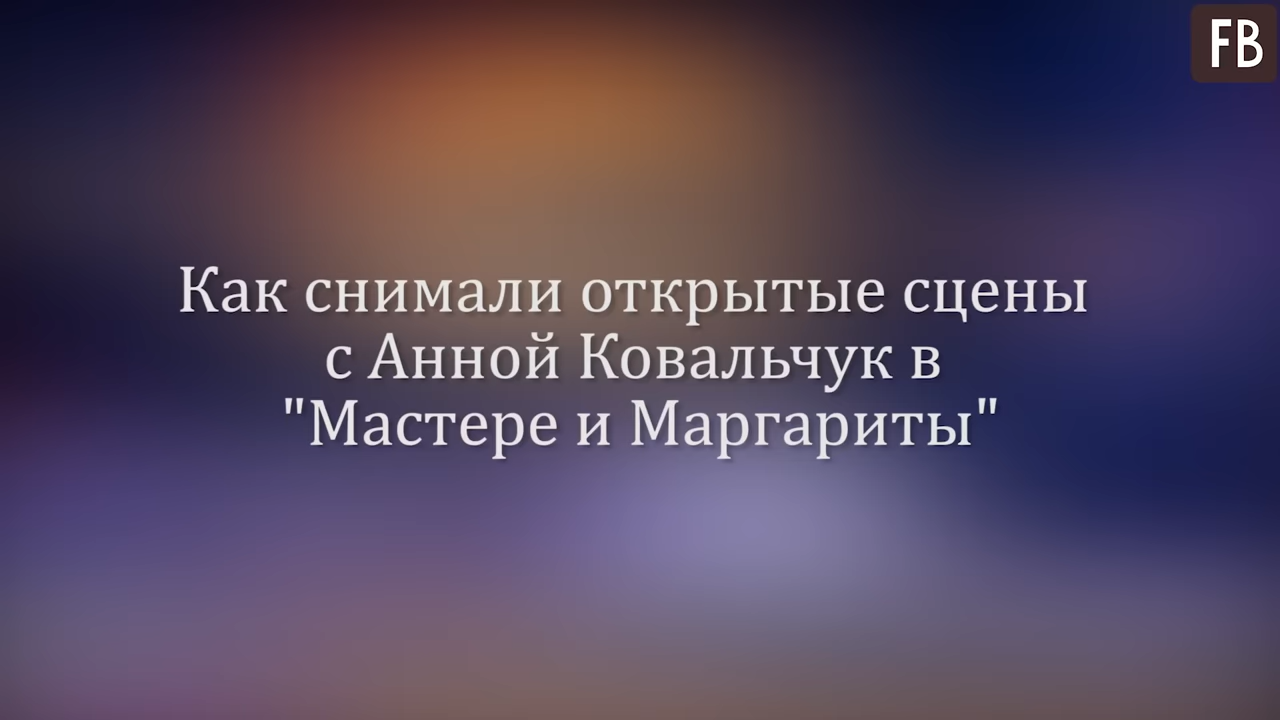 FB
Как снимали открытые сцены
с Анной Ковальчук в
"Мастере и Маргариты"